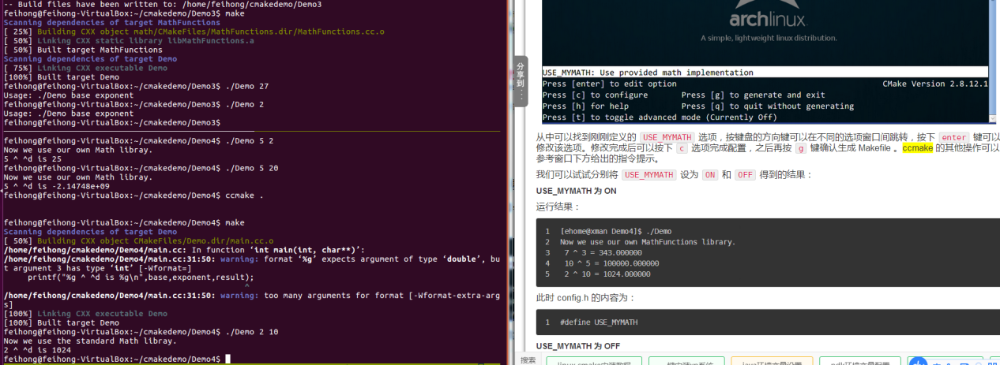 -- Build files have been written to: /home/feihong/cmakedemo/Demo3
feihong@feihong-VirtualBox:~/cmakedemo/Demo3$ make
Scanning dependencies of target MathFunctions
[ 25%] Building CXX object math/CMakeFiles/MathFunctions.dir/MathFunctions.cc.o
[ 50%] Linking CXX static library libMathFunctions.a
[ 50%] Built target MathFunctions
Scanning dependencies of target Demo
[ 75%] Linking CXX executable Demo
[100%] Built target Demo
feihong@feihong-VirtualBox:~/cmakedemo/Demo3$ ./Demo 27
Usage: ./Demo base exponent
feihong@feihong-VirtualBox:~/cmakedemo/Demo3$ ./Demo 2
Usage: ./Demo base exponent
feihong@feihong-VirtualBox:~/cmakedemo/Demo3$
feihong@feihong-VirtualBox:~/cmakedemo/Demo4$ ./Demo 5 2
Now we use our own Math libray.
5 ^ ^d is 25
feihong@feihong-VirtualBox:~/cmakedemo/Demo4$ ./Demo 5 20
Now we use our own Math libray.
5 ^ ^d is -2.14748e+09
feihong@feihong-VirtualBox:~/cmakedemo/Demo4$ ccmake .
feihong@feihong-VirtualBox:~/cmakedemo/Demo4$ make
Scanning dependencies of target Demo
[ 50%] Building CXX object CMakeFiles/Demo.dir/main.cc.o
/home/feihong/cmakedemo/Demo4/main.cc: In function ‘int main(int, char**)’:
/home/feihong/cmakedemo/Demo4/main.cc:31:50: warning: format ‘%g’ expects argument of type ‘double’, bu
t argument 3 has type ‘int’ [-Wformat=]
printf("%g ^ ^d is %g\n",base,exponent,result);
^
/home/feihong/cmakedemo/Demo4/main.cc:31:50: warning: too many arguments for format [-Wformat-extra-arg
s]
[100%] Linking CXX executable Demo
[100%] Built target Demo
feihong@feihong-VirtualBox:~/cmakedemo/Demo4$ ./Demo 2 10
Now we use the standard Math library.
2 ^ ^d is 1024
feihong@feihong-VirtualBox:~/cmakedemo/Demo4$
分享到:
archlinux
A simple, lightweight linux distribution.
USE_MYMATH: Use provided math implementation
Press [enter] to edit option CMake Version 2.8.12.1
Press [c] to configure Press [g] to generate and exit
Press [h] for help Press [q] to quit without generating
Press [t] to toggle advanced mode (Currently Off)
从中可以找到刚刚定义的 USE_MYMATH 选项,按键盘的方向键可以在不同的选项窗口间跳转,按下 enter 键可以
修改该选项。修改完成后可以按下 c 选项完成配置,之后再按 g 键确认生成 Makefile 。ccmake 的其他操作可以
参考窗口下方给出的指令提示。
我们可以试试分别将 USE_MYMATH 设为 ON 和 OFF 得到的结果:
USE_MYMATH 为 ON
运行结果:
1 [ehome@xman Demo4]$ ./Demo
2 Now we use our own MathFunctions library.
3 7 ^ 3 = 343.000000
4 10 ^ 5 = 100000.000000
5 2 ^ 10 = 1024.000000
此时 config.h 的内容为:
1 #define USE_MYMATH
USE_MYMATH 为 OFF
搜索